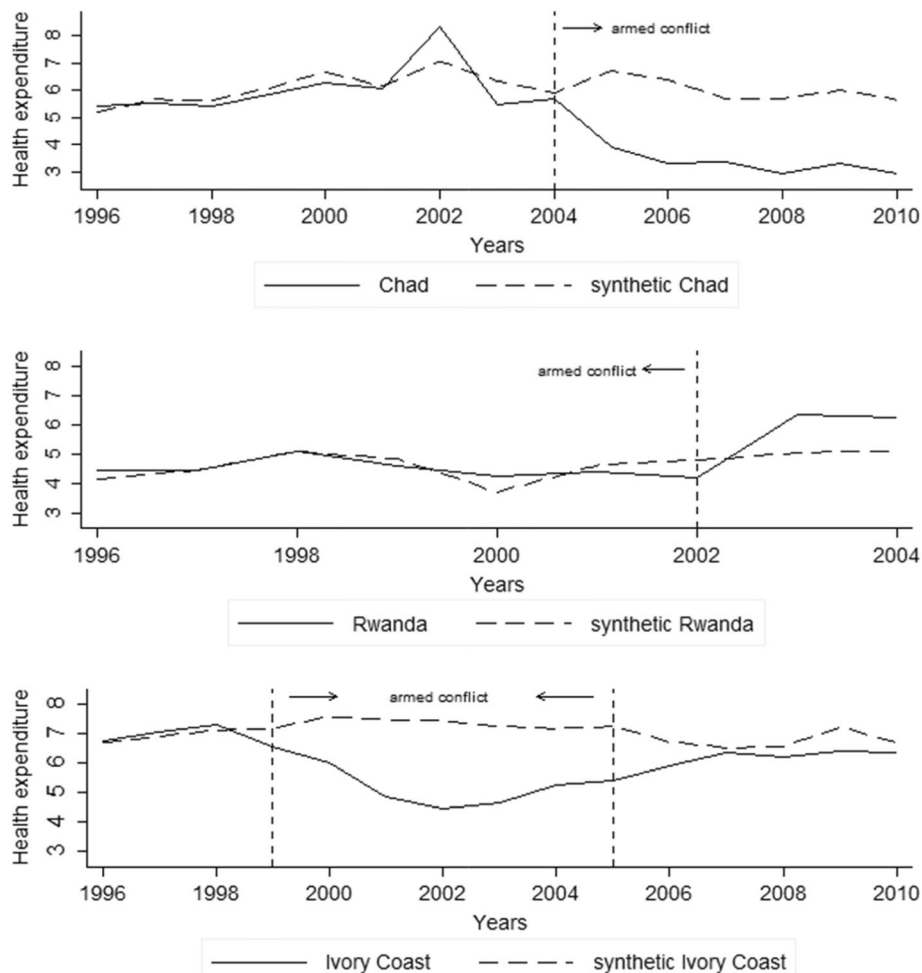 Health expenditure
8
7
6
5
4
3
armed conflict
1996 1998 2000 2002 2004 2006 2008 2010
Years
Chad synthetic Chad
Health expenditure
8
7
6
5
4
3
armed conflict
1996 1998 2000 2002 2004
Years
Rwanda synthetic Rwanda
Health expenditure
8
7
6
5
4
3
armed conflict
1996 1998 2000 2002 2004 2006 2008 2010
Years
Ivory Coast synthetic Ivory Coast